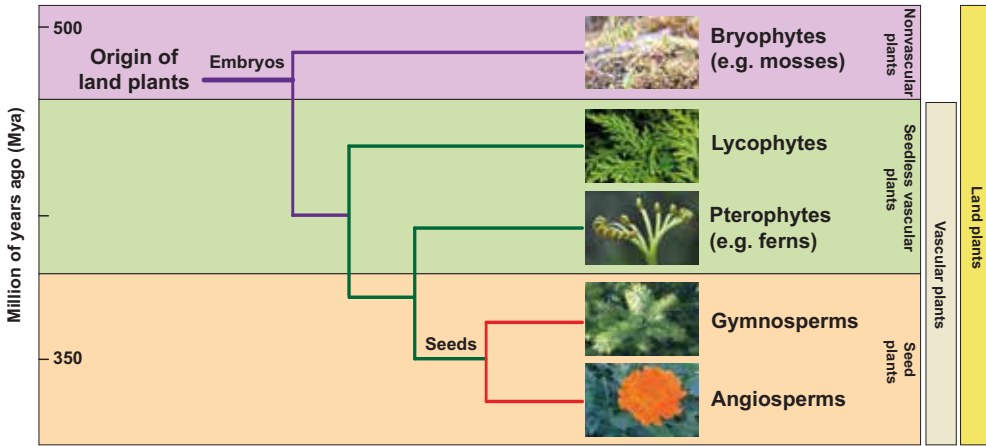 Million of years ago (Mya)
500
350
Origin of
land plants
Embryos
Seeds
Bryophytes
(e.g. mosses)
Lycophytes
Pterophytes
(e.g. ferns)
Gymnosperms
Angiosperms
Nonvascular
plants
Seedless vascular
plants
Seed
plants
Vascular plants
Land plants